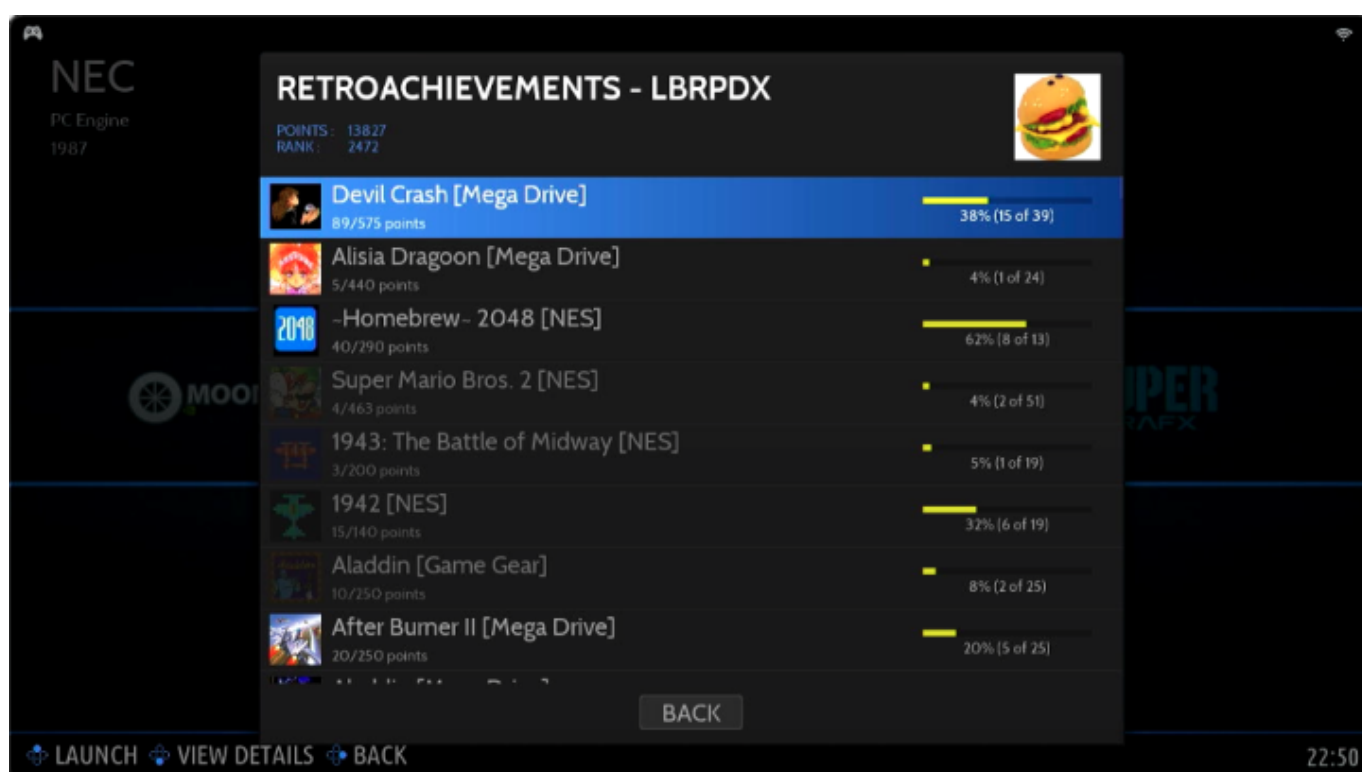 NEC
PC Engine
1987
RETROACHIEVEMENTS - LBRPDX
POINTS : 13827
RANK : 2472
Devil Crash [Mega Drive]
89/575 points
38% (15 of 39)
Alisia Dragoon [Mega Drive]
5/440 points
4% (1 of 24)
2048
~Homebrew~ 2048 [NES]
40/290 points
62% (8 of 13)
Super Mario Bros. 2 [NES]
4/463 points
4% (2 of 51)
1943: The Battle of Midway [NES]
3/200 points
5% (1 of 19)
1942 [NES]
15/140 points
32% (6 of 19)
Aladdin [Game Gear]
10/250 points
8% (2 of 25)
After Burner II [Mega Drive]
20/250 points
20% (5 of 25)
BACK
LAUNCH VIEW DETAILS BACK
22:50